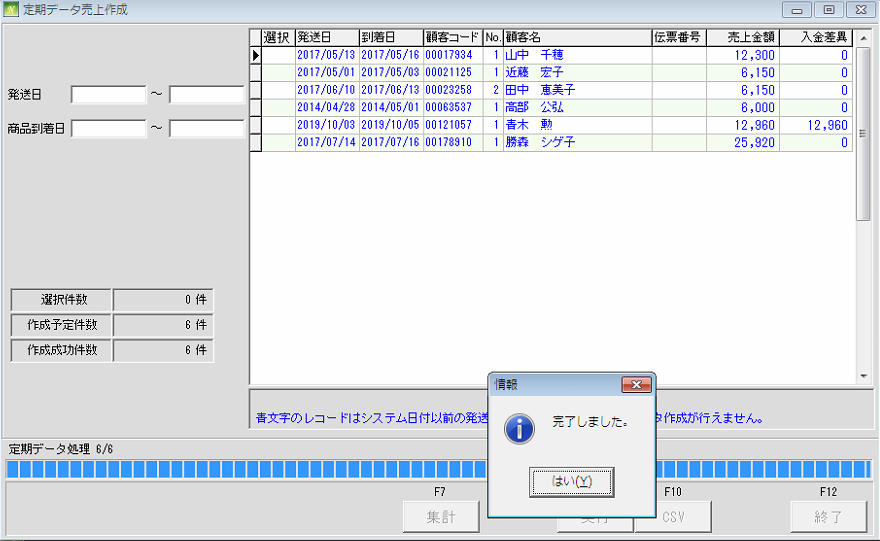 定期データ売上作成
選択 発送日 到着日 顧客コード No. 顧客名 伝票番号 売上金額 入金差異
2017/05/13 2017/05/16 00017934 1 山中 千穂 12,300 0
2017/05/01 2017/05/03 00021125 1 近藤 宏子 6,150 0
2017/06/10 2017/06/13 00023258 2 田中 恵美子 6,150 0
2014/04/28 2014/05/01 00063537 1 高部 公弘 6,000 0
2019/10/03 2019/10/05 00121057 1 青木 勲 12,960 12,960
2017/07/14 2017/07/16 00178910 1 勝森 シゲ子 25,920 0
発送日 ～
商品到着日 ～
選択件数 0 件
作成予定件数 6 件
作成成功件数 6 件
青文字のレコードはシステム日付以前の発送
作成が行えません。
情報
完了しました。
はい(Y)
定期データ処理 6/6
F7 F10 F12
集計 CSV 終了